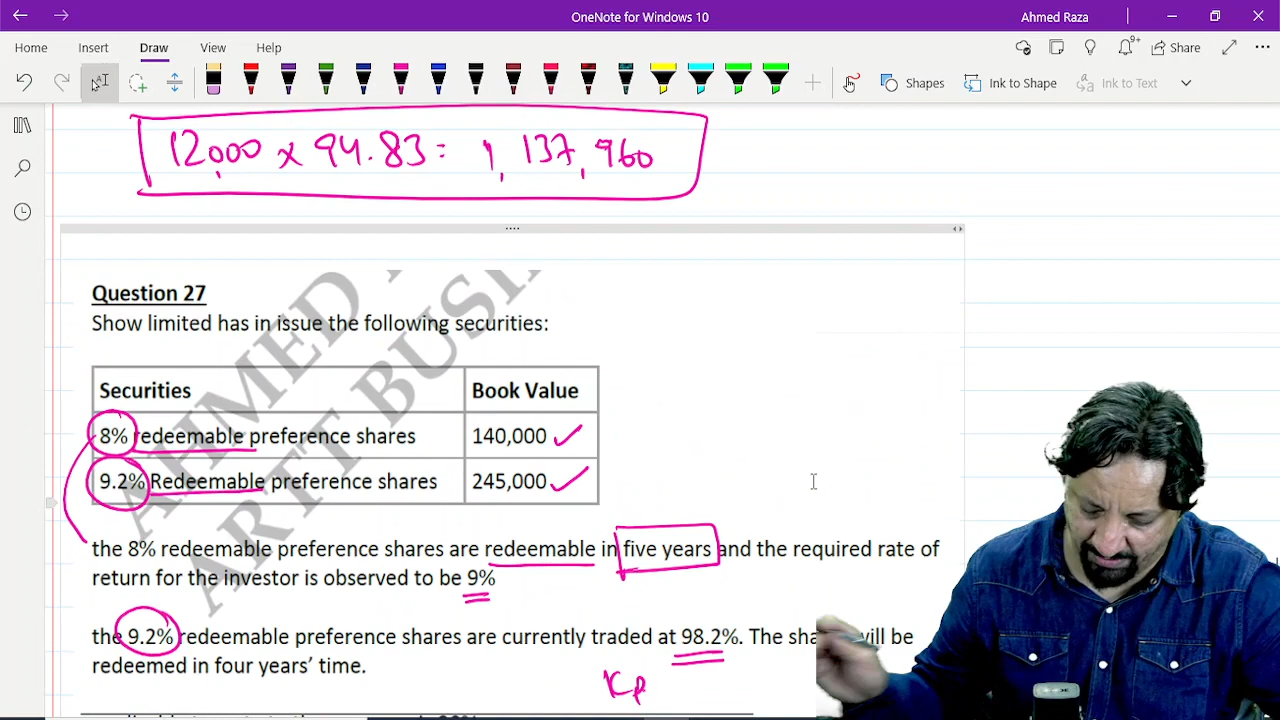 OneNote for Windows 10
Ahmed Raza
Home Insert Draw View Help
9+
Share
Shapes
Ink to Shape
Ink to Text
12,000 x 94.83 = 1,137,960
Question 27
Show limited has in issue the following securities:
Securities Book Value
8% redeemable preference shares 140,000
9.2% Redeemable preference shares 245,000
AHMED
ARTT BUSIN
the 8% redeemable preference shares are redeemable in five years and the required rate of
return for the investor is observed to be 9%
the 9.2% redeemable preference shares are currently traded at 98.2%. The will be
redeemed in four years' time.
Kp